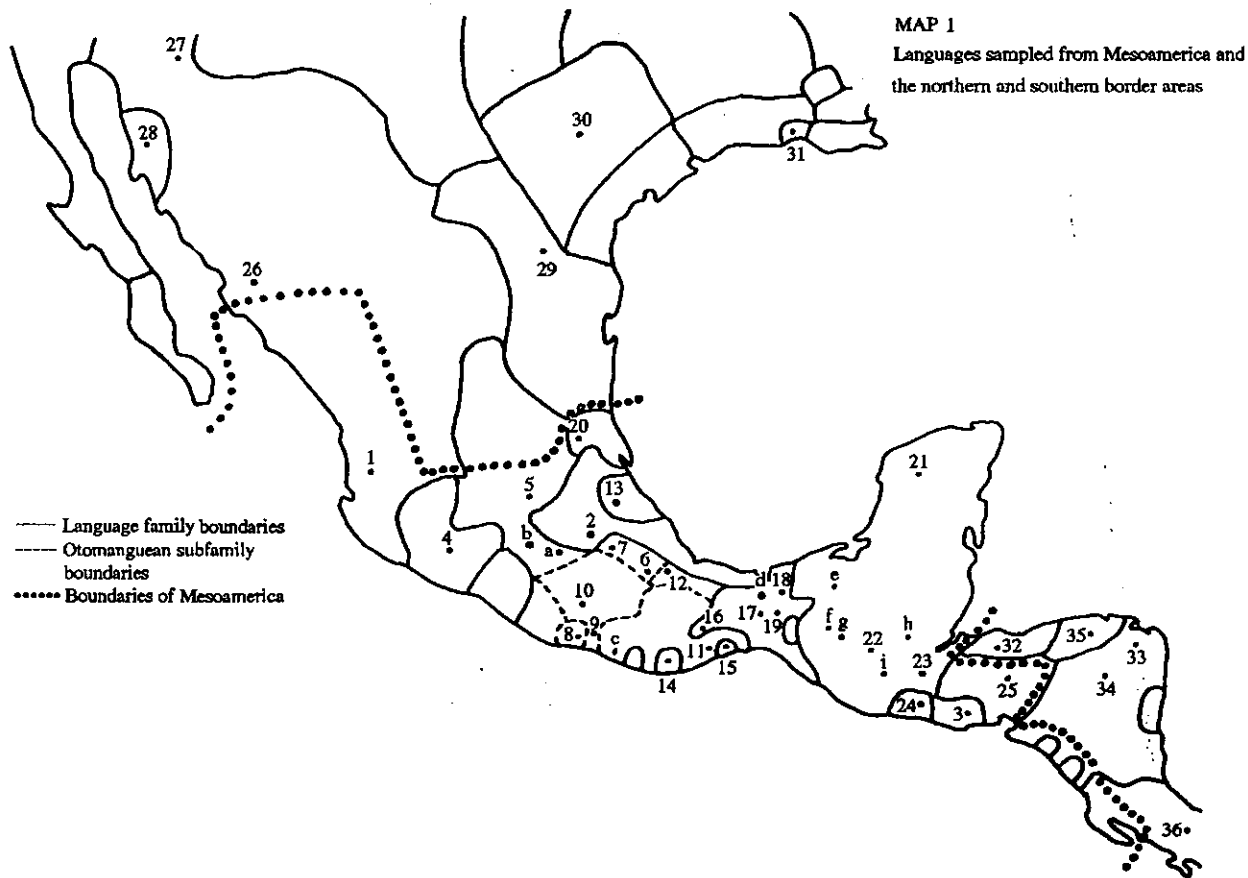 MAP 1
Languages sampled from Mesoamerica and
the northern and southern border areas
27
28
30
31
29
26
20
1
21
5
13
2
4
b
a
7
6
12
d
18
e
10
17
19
16
f
g
h
8
9
c
11
15
14
22
i
23
32
35
33
25
34
24
3
36
Language family boundaries
Otomanguean subfamily
boundaries
Boundaries of Mesoamerica